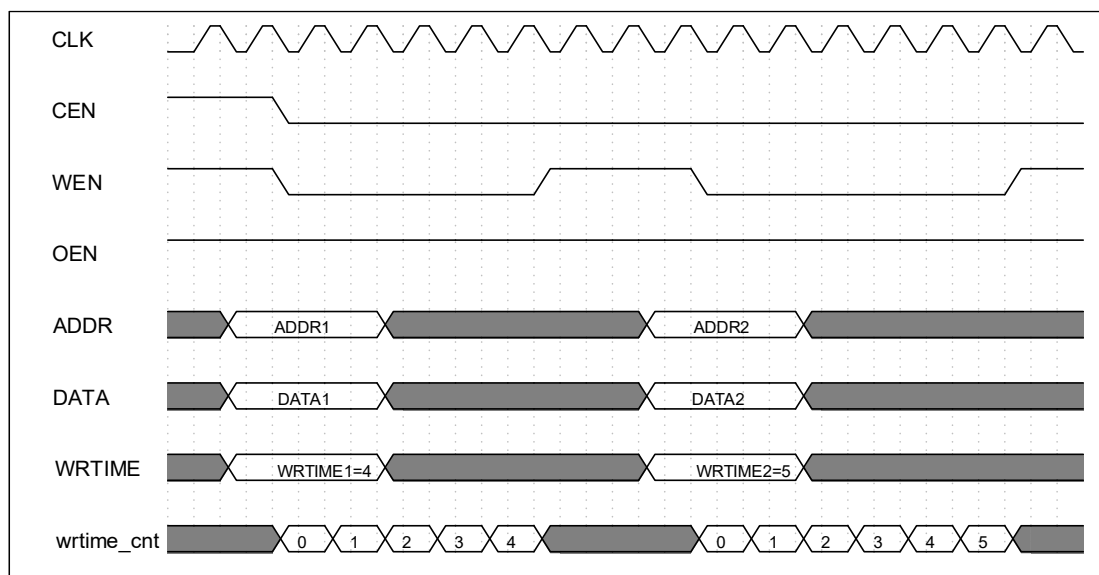 CLK
CEN
WEN
OEN
ADDR ADDR1 ADDR2
DATA DATA1 DATA2
WRTIME WRTIME1=4 WRTIME2=5
wrtime_cnt 0 1 2 3 4 0 1 2 3 4 5